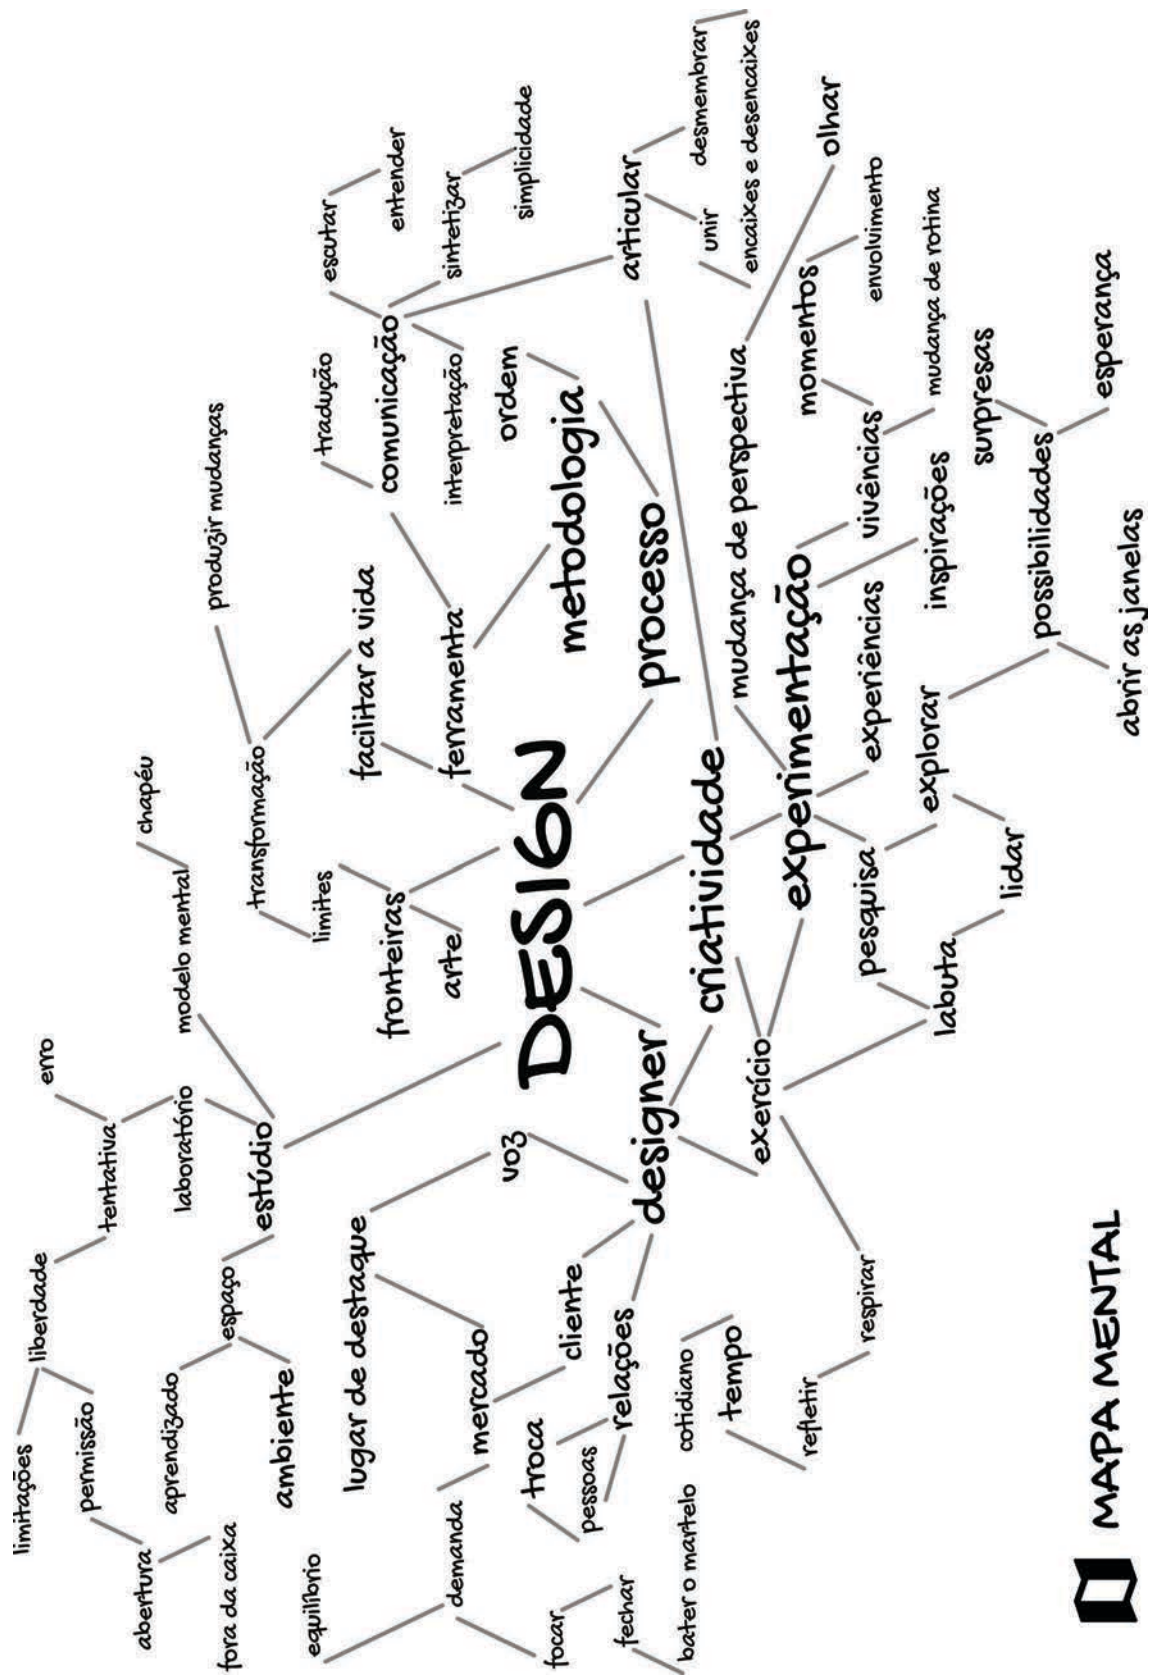 limitações
liberdade
erro
tentativa
permissão
abertura
fora da caixa
laboratório
aprendizado
espaço
estúdio
ambiente
modelo mental
chapéu
produzir mudanças
transformação
limites
facilitar a vida
fronteiras
arte
ferramenta
tradução
comunicação
escutar
entender
interpretação
sintetizar
simplicidade
ordem
metodologia
processo
DESIGN
equilíbrio
lugar de destaque
voz
demanda
mercado
cliente
designer
troca
pessoas
relações
focar
fechar
bater o martelo
cotidiano
tempo
refletir
respirar
exercício
criatividade
articular
desmembrar
unir
encaixes e desencaixes
mudança de perspectiva
olhar
experimentação
momentos
envolvimento
vivências
mudança de rotina
experiências
inspirações
pesquisa
explorar
labuta
lidar
surpresas
possibilidades
esperança
abrir as janelas
MAPA MENTAL